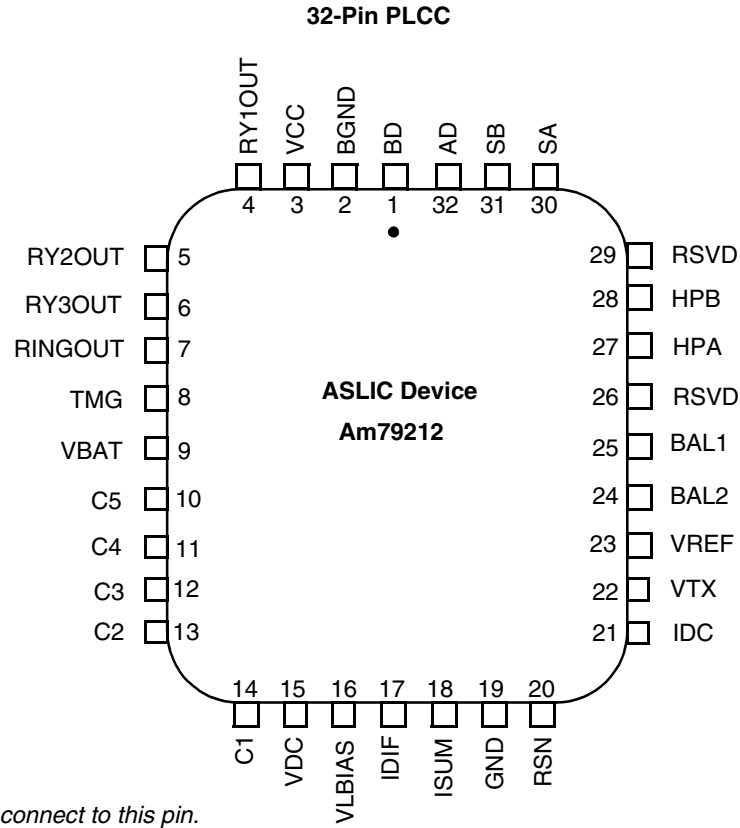 32-Pin PLCC
RY1OUT
VCC
BGND
BD
AD
SB
SA
4 3 2 1 32 31 30
RY2OUT 5
RY3OUT 6
RINGOUT 7
TMG 8
VBAT 9
C5 10
C4 11
C3 12
C2 13
ASLIC Device
Am79212
29 RSVD
28 HPB
27 HPA
26 RSVD
25 BAL1
24 BAL2
23 VREF
22 VTX
21 IDC
14 15 16 17 18 19 20
C1
VDC
VLBIAS
IDIF
ISUM
GND
RSN
connect to this pin.